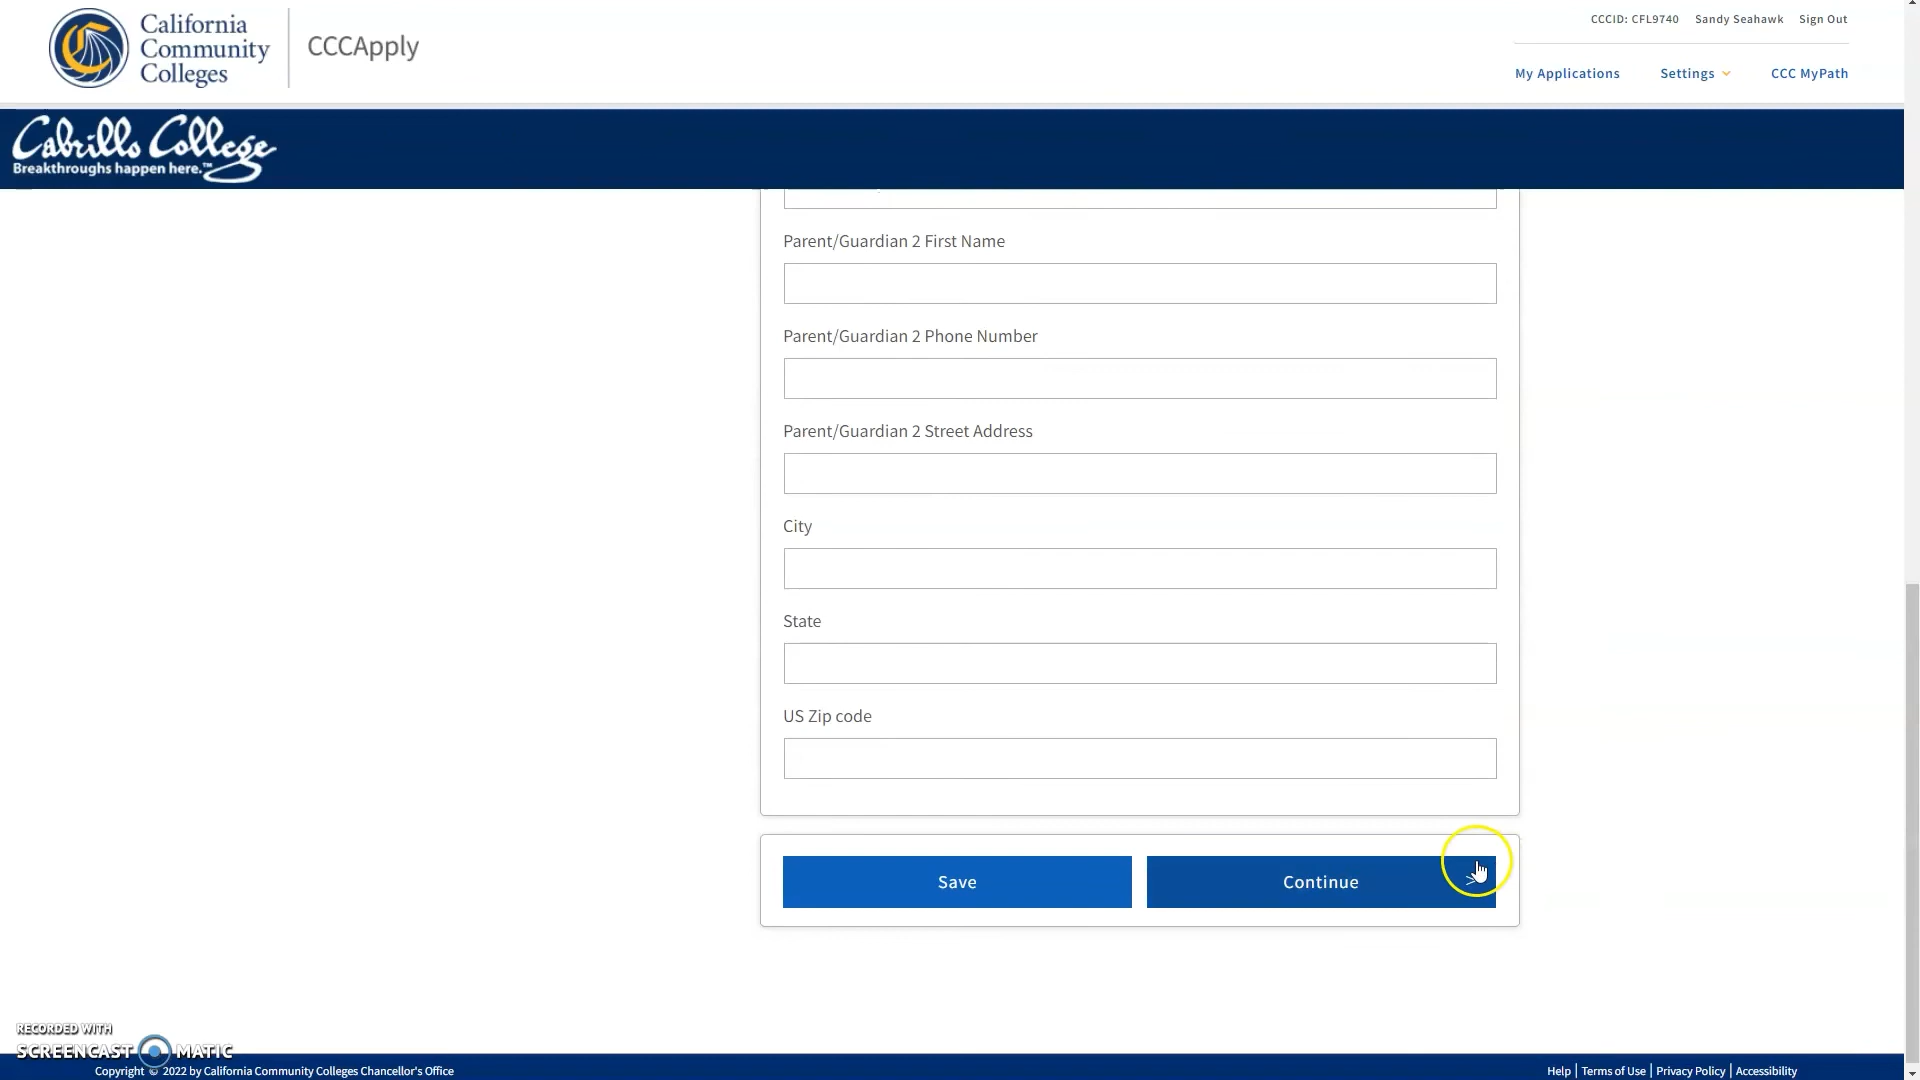 California
Community
Colleges
CCCApply
CCCID: CFL9740 Sandy Seahawk Sign Out
My Applications Settings CCC MyPath
Cabrillo College
Breakthroughs happen here.™
Parent/Guardian 2 First Name
Parent/Guardian 2 Phone Number
Parent/Guardian 2 Street Address
City
State
US Zip code
Save Continue
RECORDED WITH
SCREENCAST MATIC
Copyright © 2022 by California Community Colleges Chancellor's Office
Help | Terms of Use | Privacy Policy | Accessibility